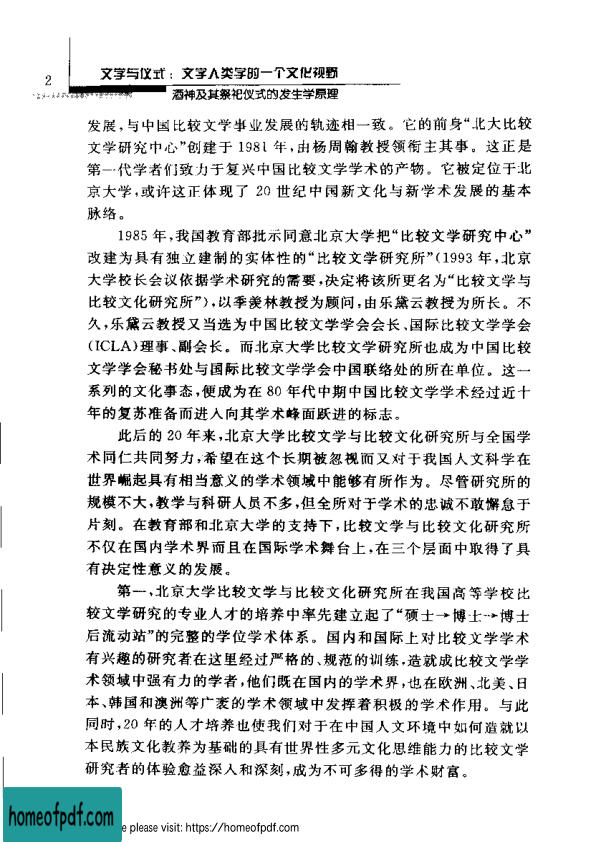 2
文学与仪式：文学人类学的一个文化视野
酒神及其祭祀仪式的发生学原理
发展,与中国比较文学事业发展的轨迹相一致。它的前身“北大比较
文学研究中心”创建于 1981 年,由杨周翰教授领衔主其事。这正是
第一代学者们致力于复兴中国比较文学学术的产物。它被定位于北
京大学,或许这正体现了 20 世纪中国新文化与新学术发展的基本
脉络。
1985 年,我国教育部批示同意北京大学把“比较文学研究中心”
改建为具有独立建制的实体性的“比较文学研究所”(1993 年,北京
大学校长会议依据学术研究的需要,决定将该所更名为“比较文学与
比较文化研究所”),以季羡林教授为顾问,由乐黛云教授为所长。不
久,乐黛云教授又当选为中国比较文学学会会长、国际比较文学学会
(ICLA)理事、副会长。而北京大学比较文学研究所也成为中国比较
文学学会秘书处与国际比较文学学会中国联络处的所在单位。这一
系列的文化事态,便成为在 80 年代中期中国比较文学学术经过近十
年的复苏准备而进入向其学术峰面跃进的标志。
此后的 20 年来,北京大学比较文学与比较文化研究所与全国学
术同仁共同努力,希望在这个长期被忽视而又对于我国人文科学在
世界崛起具有相当意义的学术领域中能够有所作为。尽管研究所的
规模不大,教学与科研人员不多,但全所对于学术的忠诚不敢懈怠于
片刻。在教育部和北京大学的支持下,比较文学与比较文化研究所
不仅在国内学术界而且在国际学术舞台上,在三个层面中取得了具
有决定性意义的发展。
第一,北京大学比较文学与比较文化研究所在我国高等学校比
较文学研究的专业人才的培养中率先建立起了“硕士→博士→博士
后流动站”的完整的学位学术体系。国内和国际上对比较文学学术
有兴趣的研究者在这里经过严格的、规范的训练,造就成比较文学学
术领域中强有力的学者,他们既在国内的学术界,也在欧洲、北美、日
本、韩国和澳洲等广袤的学术领域中发挥着积极的学术作用。与此
同时,20 年的人才培养也使我们对于在中国人文环境中如何造就以
本民族文化教养为基础的具有世界性多元文化思维能力的比较文学
研究者的体验愈益深入和深刻,成为不可多得的学术财富。
homeofpdf.com
e please visit: https://homeofpdf.com